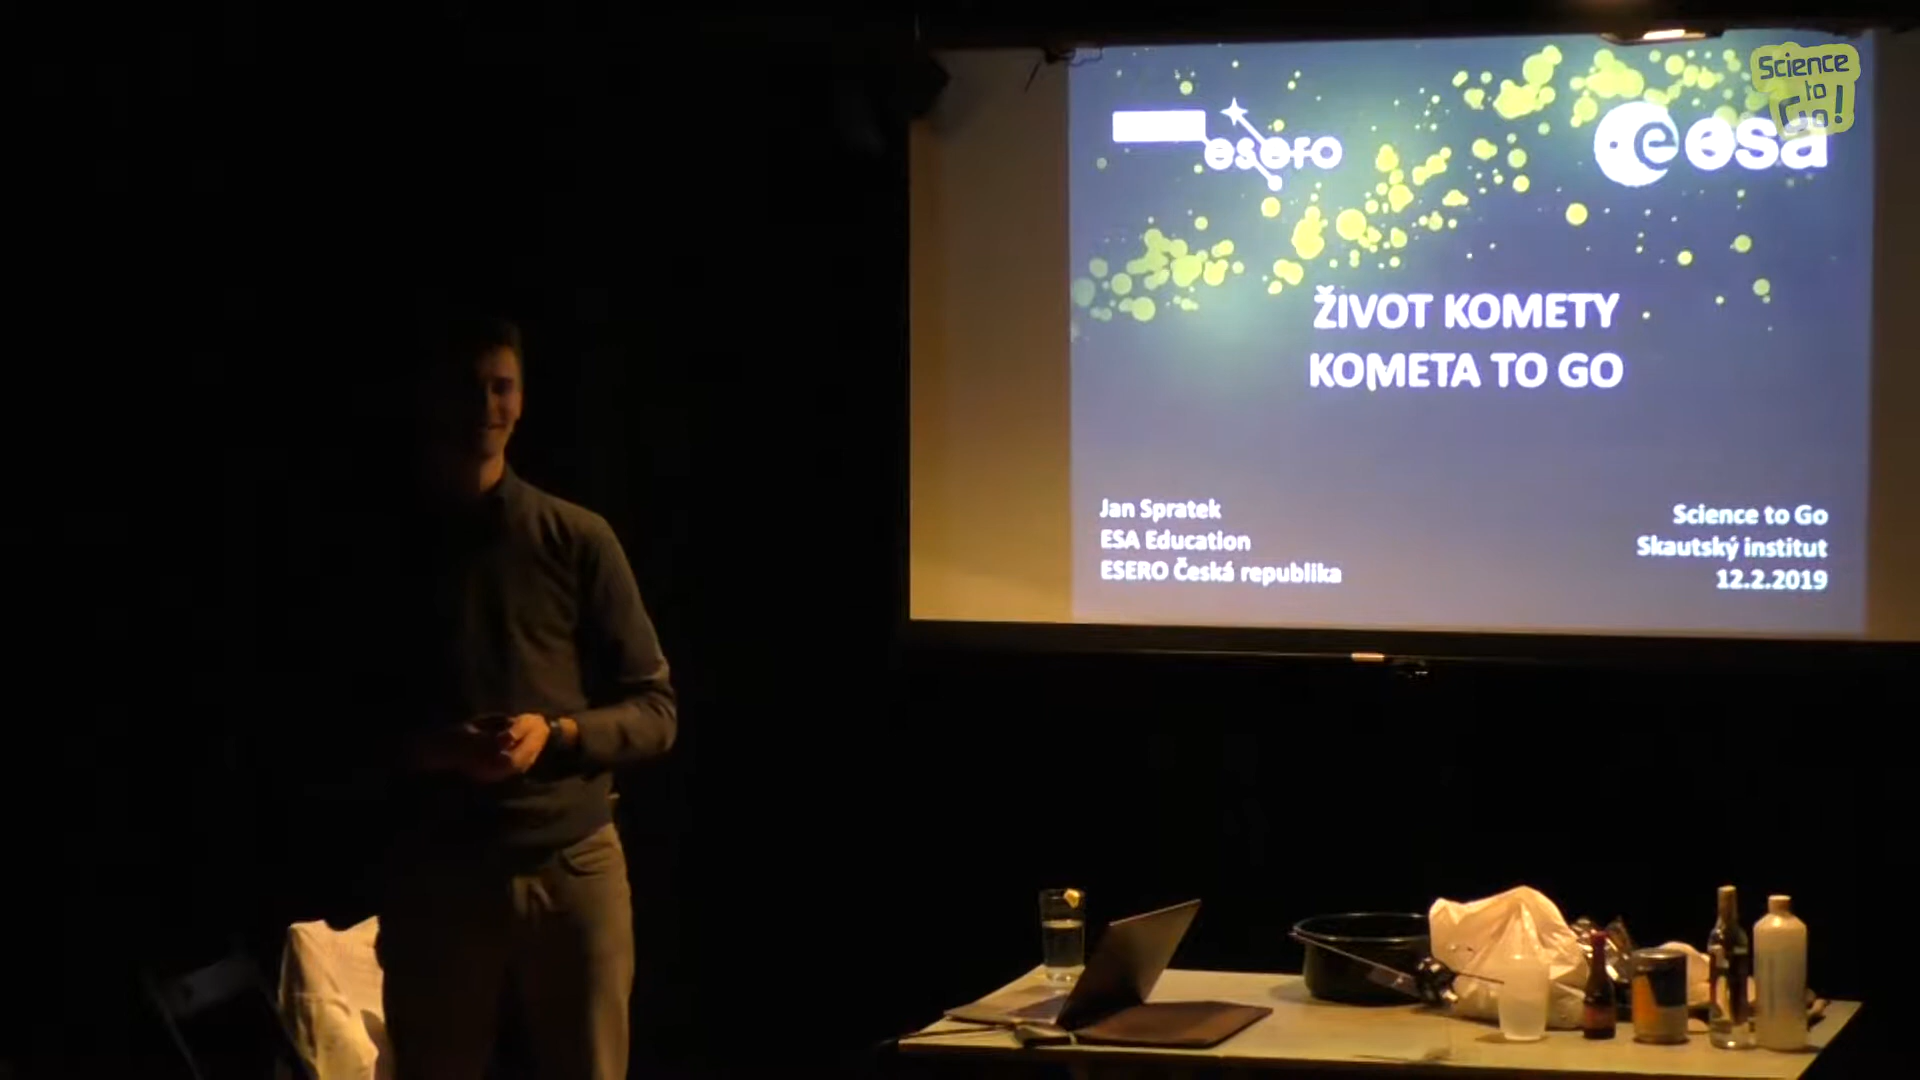 Science
to
Go!
esero
esa
ŽIVOT KOMETY
KOMETA TO GO
Jan Spratek
ESA Education
ESERO Česká republika
Science to Go
Skautský institut
12.2.2019